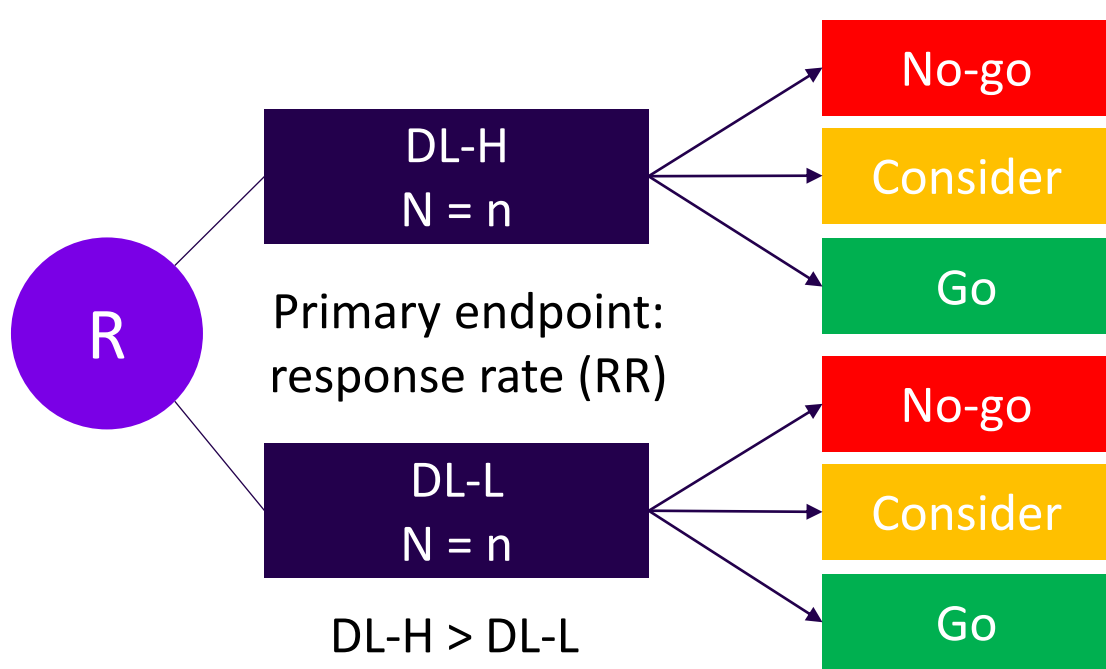 R
DL-H
N = n
Primary endpoint:
response rate (RR)
DL-L
N = n
DL-H > DL-L
No-go
Consider
Go
No-go
Consider
Go